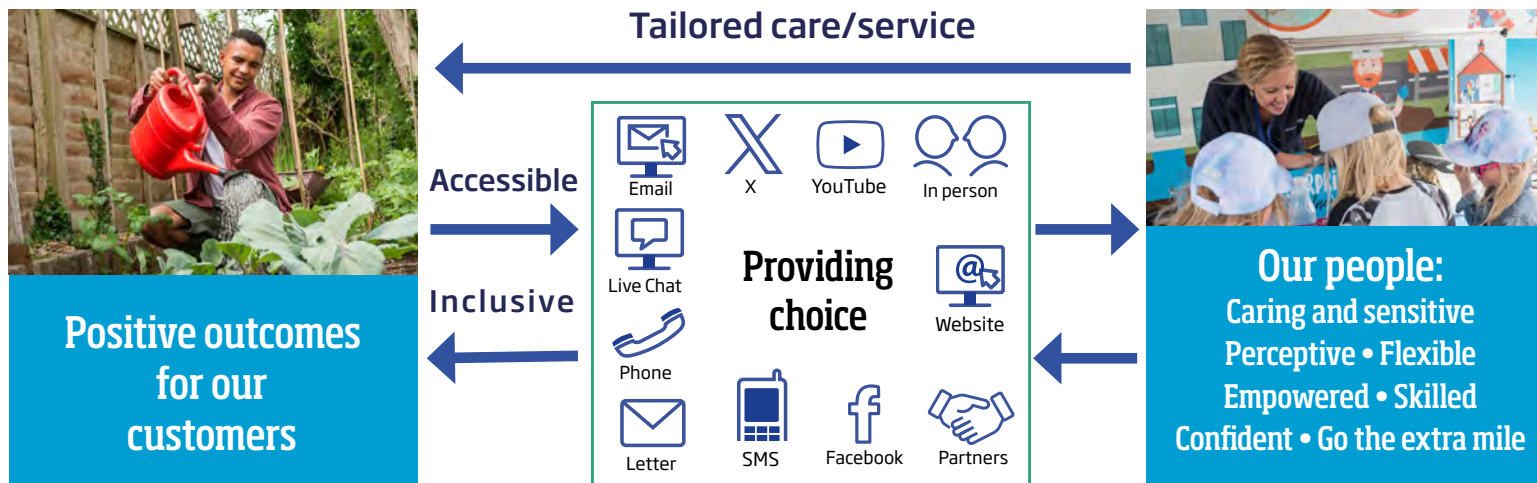 Tailored care/service
Accessible
Inclusive
Positive outcomes
for our
customers
Email
X
YouTube
In person
Live Chat
Providing
choice
Website
Phone
Letter
SMS
Facebook
Partners
Our people:
Caring and sensitive
Perceptive • Flexible
Empowered • Skilled
Confident • Go the extra mile